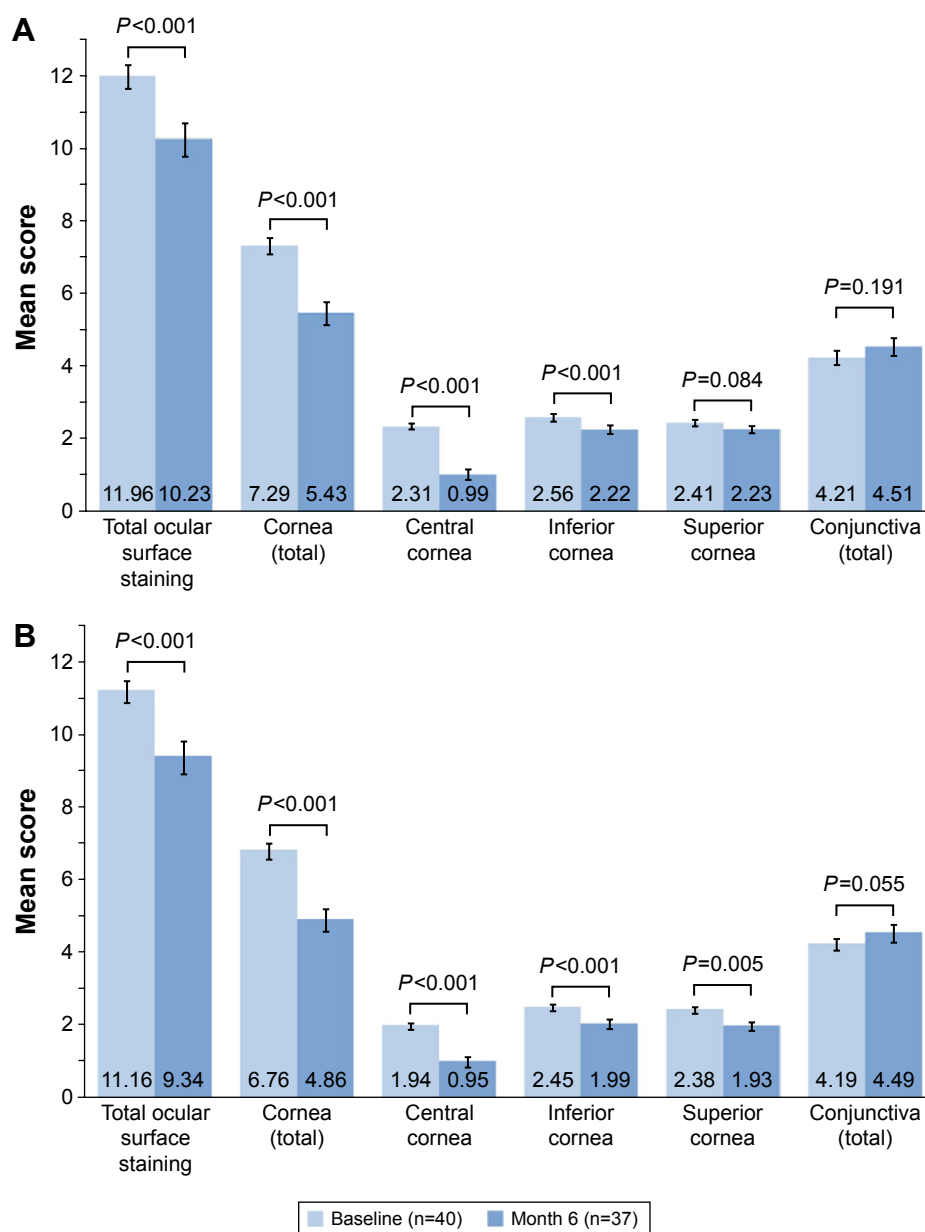 A
P<0.001
12
10
8
6
4
2
0
Mean score
P<0.001
P<0.001
P<0.001
P=0.084
P=0.191
11.96 10.23 7.29 5.43 2.31 0.99 2.56 2.22 2.41 2.23 4.21 4.51
Total ocular surface staining
Cornea (total)
Central cornea
Inferior cornea
Superior cornea
Conjunctiva (total)
B
P<0.001
12
10
8
6
4
2
0
Mean score
P<0.001
P<0.001
P<0.001
P=0.005
P=0.055
11.16 9.34 6.76 4.86 1.94 0.95 2.45 1.99 2.38 1.93 4.19 4.49
Total ocular surface staining
Cornea (total)
Central cornea
Inferior cornea
Superior cornea
Conjunctiva (total)
Baseline (n=40) Month 6 (n=37)